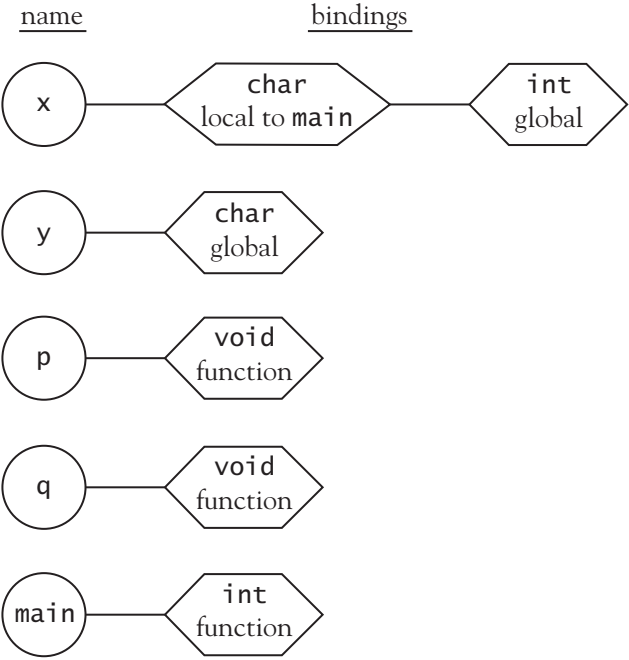 name bindings
x char int
local to main global
y char
global
p void
function
q void
function
main int
function